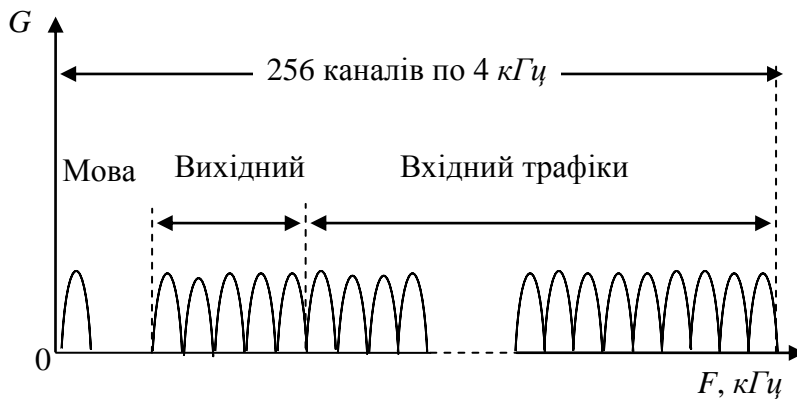 G
256 каналів по 4 кГц
Мова
Вихідний
Вхідний трафіки
0
F, кГц